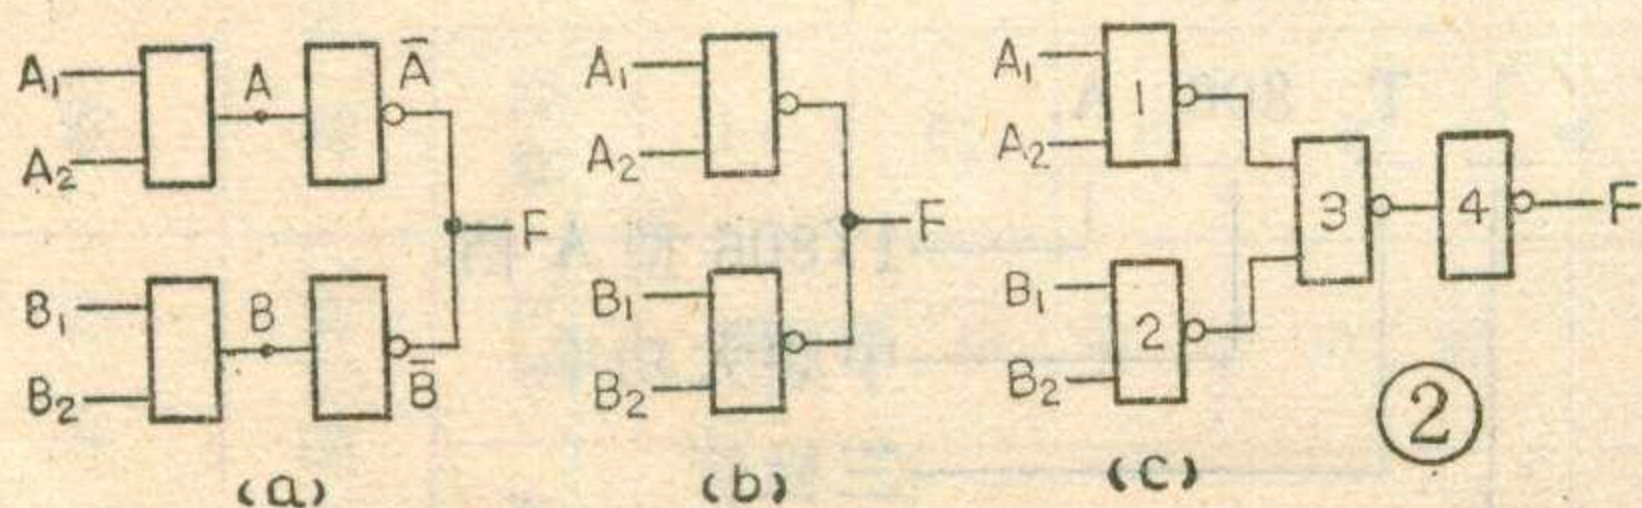 A₁ A A̅
A₂
F
B₁ B
B₂ B̅
(a)
A₁
A₂
F
B₁
B₂
(b)
A₁ 1
A₂
3 4 F
B₁ 2
B₂
(c)
②